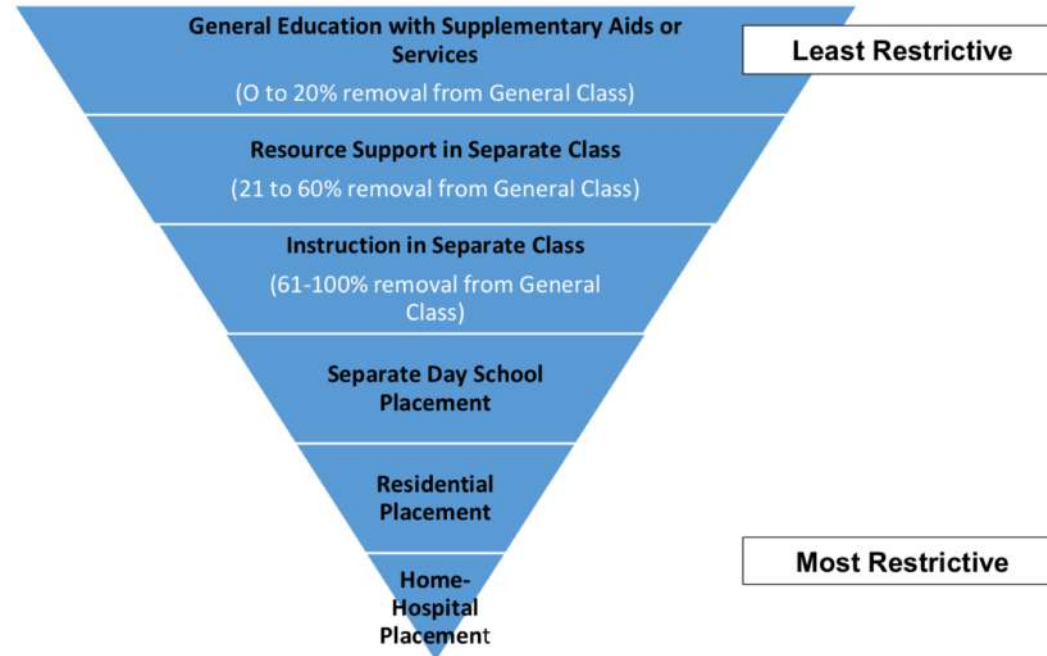 General Education with Supplementary Aids or
Services
(O to 20% removal from General Class)
Least Restrictive
Resource Support in Separate Class
(21 to 60% removal from General Class)
Instruction in Separate Class
(61-100% removal from General
Class)
Separate Day School
Placement
Residential
Placement
Most Restrictive
Home-
Hospital
Placement